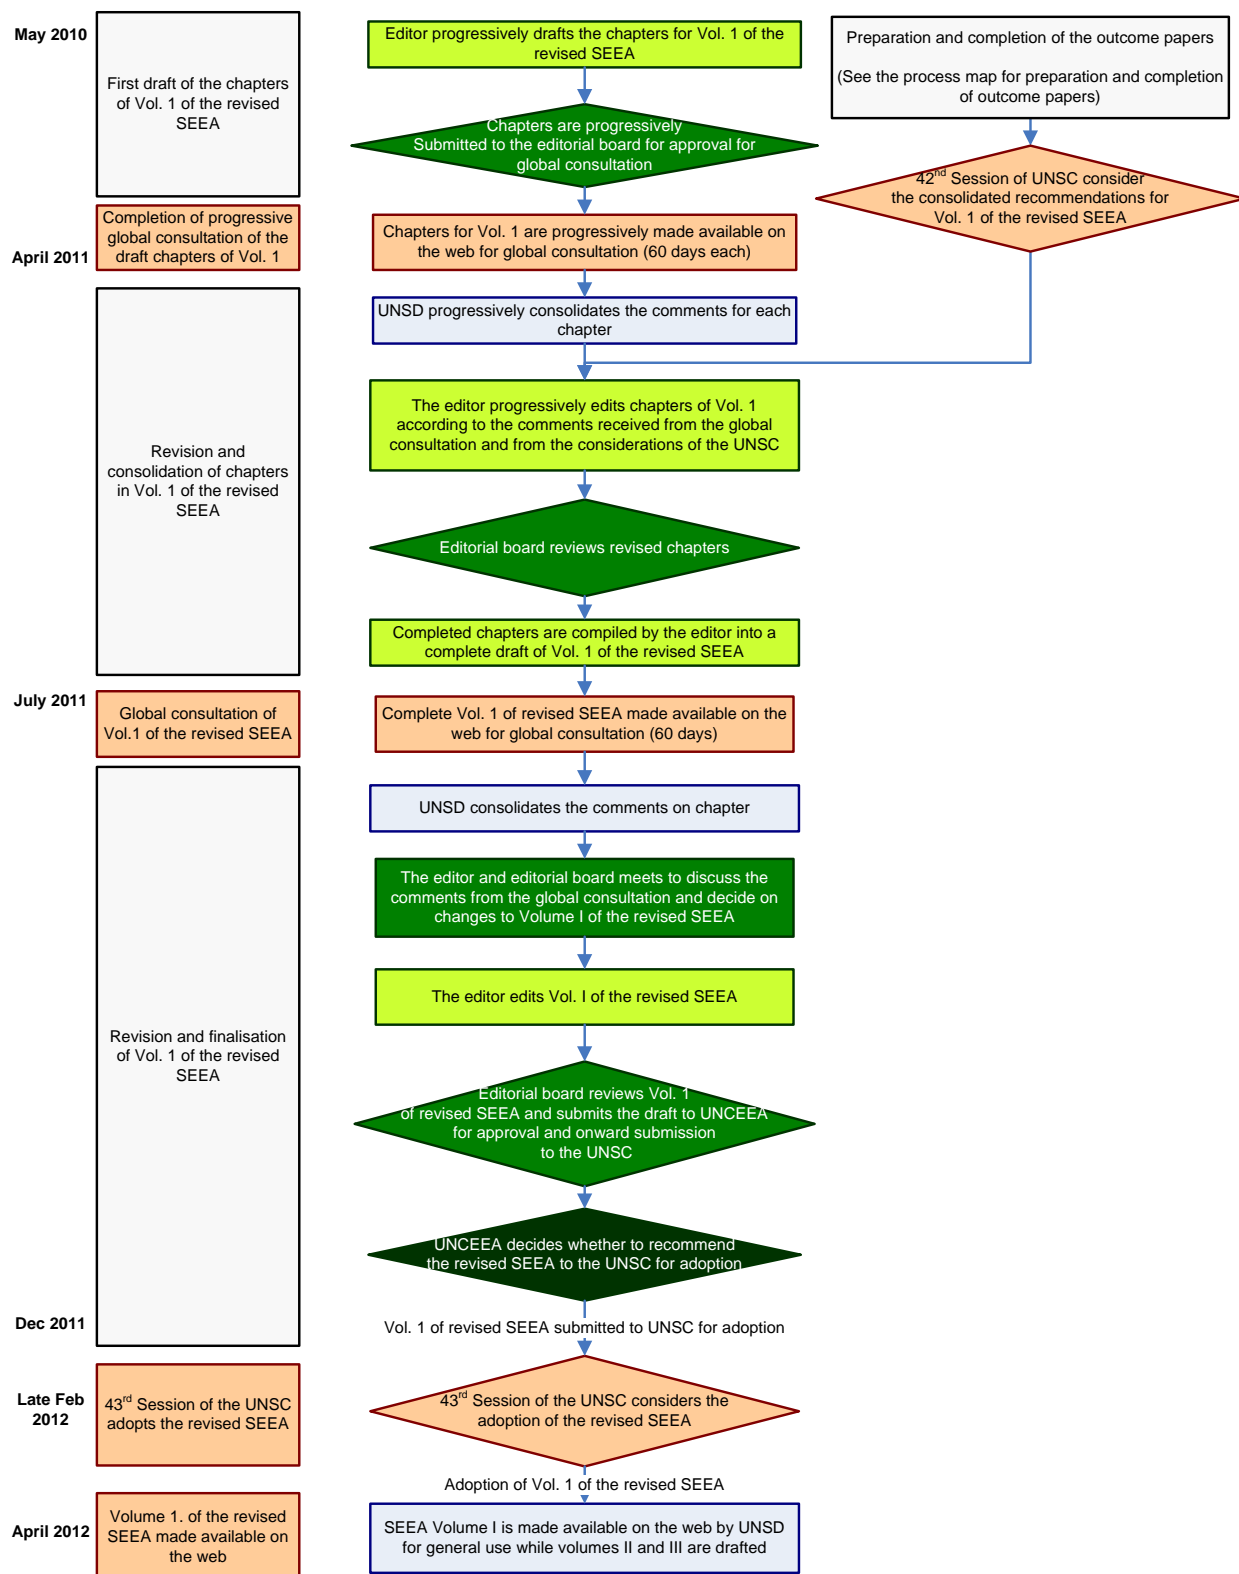 May 2010
First draft of the chapters
of Vol. 1 of the revised
SEEA
Editor progressively drafts the chapters for Vol. 1 of the
revised SEEA
Preparation and completion of the outcome papers
(See the process map for preparation and completion
of outcome papers)
Chapters are progressively
Submitted to the editorial board for approval for
global consultation
42nd Session of UNSC consider
the consolidated recommendations for
Vol. 1 of the revised SEEA
April 2011
Completion of progressive
global consultation of the
draft chapters of Vol. 1
Chapters for Vol. 1 are progressively made available on
the web for global consultation (60 days each)
UNSD progressively consolidates the comments for each
chapter
Revision and
consolidation of chapters
in Vol. 1 of the revised
SEEA
The editor progressively edits chapters of Vol. 1
according to the comments received from the global
consultation and from the considerations of the UNSC
Editorial board reviews revised chapters
Completed chapters are compiled by the editor into a
complete draft of Vol. 1 of the revised SEEA
July 2011
Global consultation of
Vol.1 of the revised SEEA
Complete Vol. 1 of revised SEEA made available on the
web for global consultation (60 days)
UNSD consolidates the comments on chapter
The editor and editorial board meets to discuss the
comments from the global consultation and decide on
changes to Volume I of the revised SEEA
The editor edits Vol. I of the revised SEEA
Revision and finalisation
of Vol. 1 of the revised
SEEA
Editorial board reviews Vol. 1
of revised SEEA and submits the draft to UNCEEA
for approval and onward submission
to the UNSC
UNCEEA decides whether to recommend
the revised SEEA to the UNSC for adoption
Dec 2011
Vol. 1 of revised SEEA submitted to UNSC for adoption
Late Feb
2012
43rd Session of the UNSC
adopts the revised SEEA
43rd Session of the UNSC considers the
adoption of the revised SEEA
Adoption of Vol. 1 of the revised SEEA
April 2012
Volume 1. of the revised
SEEA made available on
the web
SEEA Volume I is made available on the web by UNSD
for general use while volumes II and III are drafted